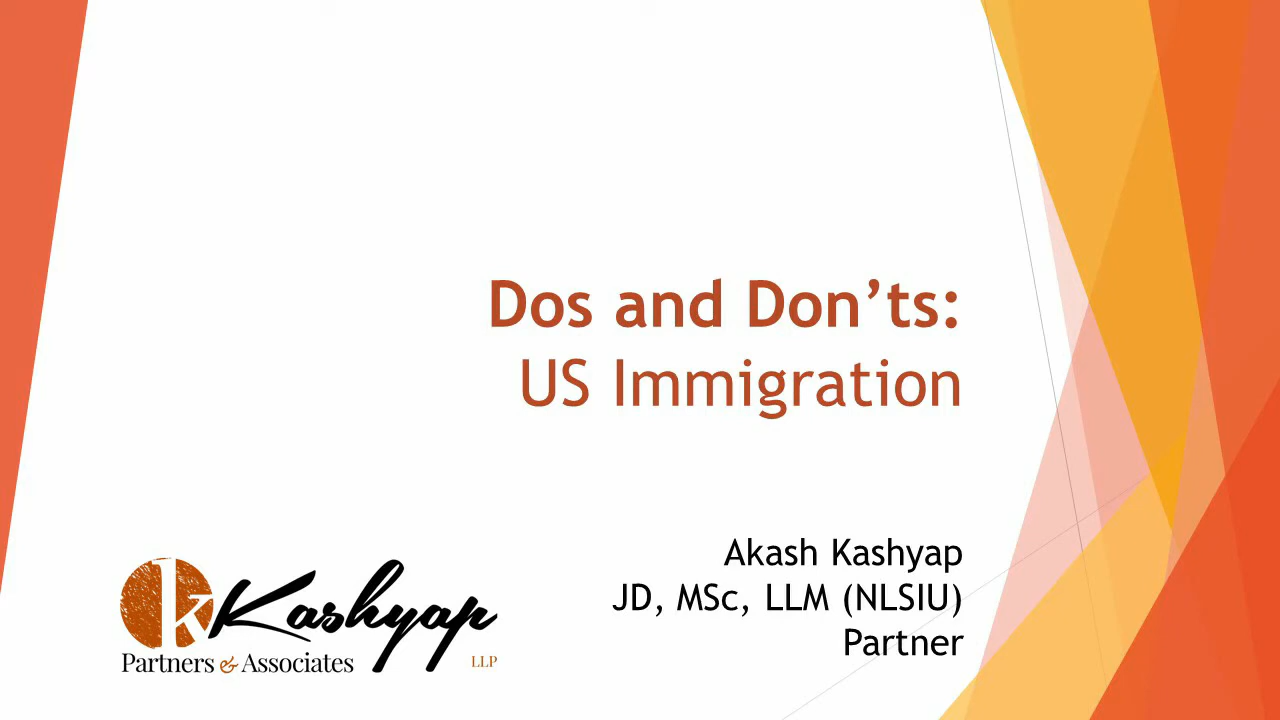 Dos and Don’ts:
US Immigration
Akash Kashyap
JD, MSc, LLM (NLSIU)
Partner
k Kashyap
Partners & Associates LLP